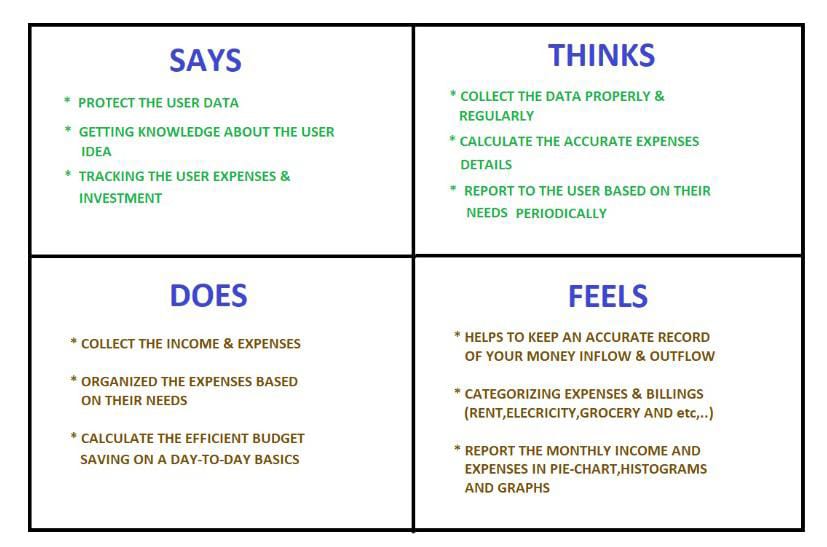 SAYS
* PROTECT THE USER DATA
* GETTING KNOWLEDGE ABOUT THE USER
IDEA
* TRACKING THE USER EXPENSES &
INVESTMENT
THINKS
* COLLECT THE DATA PROPERLY &
REGULARLY
* CALCULATE THE ACCURATE EXPENSES
DETAILS
* REPORT TO THE USER BASED ON THEIR
NEEDS PERIODICALLY
DOES
* COLLECT THE INCOME & EXPENSES
* ORGANIZED THE EXPENSES BASED
ON THEIR NEEDS
* CALCULATE THE EFFICIENT BUDGET
SAVING ON A DAY-TO-DAY BASICS
FEELS
* HELPS TO KEEP AN ACCURATE RECORD
OF YOUR MONEY INFLOW & OUTFLOW
* CATEGORIZING EXPENSES & BILLINGS
(RENT,ELECRICITY,GROCERY AND etc,..)
* REPORT THE MONTHLY INCOME AND
EXPENSES IN PIE-CHART,HISTOGRAMS
AND GRAPHS